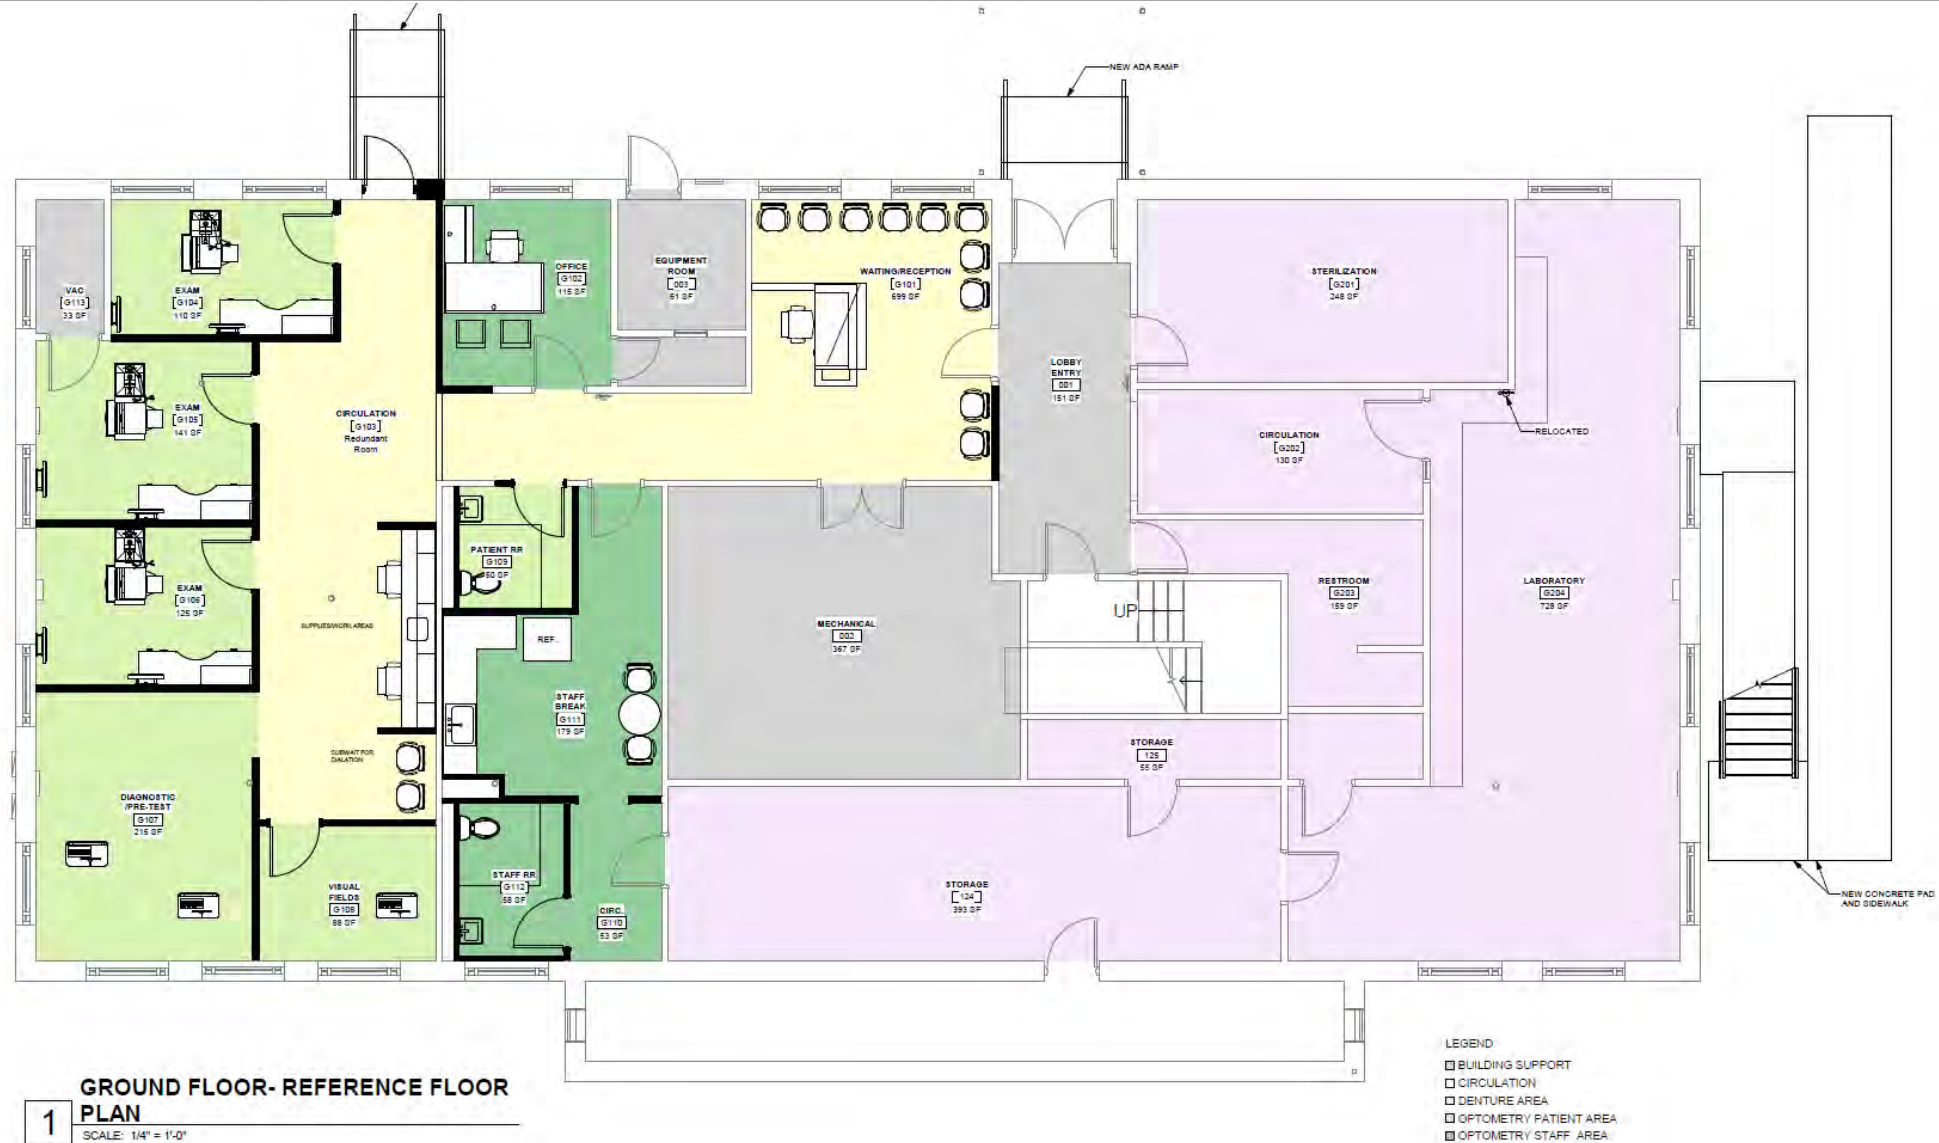 NEW ADA RAMP
VAC
G113
33 SF
EXAM
G104
110 SF
OFFICE
G102
115 SF
EQUIPMENT
ROOM
003
61 SF
WAITING/RECEPTION
G101
699 SF
STERILIZATION
G201
248 SF
LOBBY
ENTRY
001
151 SF
EXAM
G105
141 SF
CIRCULATION
G103
Redundant
Room
CIRCULATION
G202
130 SF
RELOCATED
PATIENT RR
G109
50 SF
EXAM
G106
125 SF
SUPPLIES/WORK AREAS
REF.
MECHANICAL
002
367 SF
UP
RESTROOM
G203
159 SF
LABORATORY
G204
728 SF
STAFF
BREAK
G111
179 SF
SUBWAIT FOR
DIALATION
STORAGE
125
55 SF
DIAGNOSTIC
/PRE-TEST
G107
215 SF
VISUAL
FIELDS
G108
88 SF
STAFF RR
G112
58 SF
CIRC.
G110
53 SF
STORAGE
124
393 SF
NEW CONCRETE PAD
AND SIDEWALK
LEGEND
BUILDING SUPPORT
CIRCULATION
DENTURE AREA
OPTOMETRY PATIENT AREA
OPTOMETRY STAFF AREA
1
GROUND FLOOR- REFERENCE FLOOR
PLAN
SCALE: 1/4" = 1'-0"